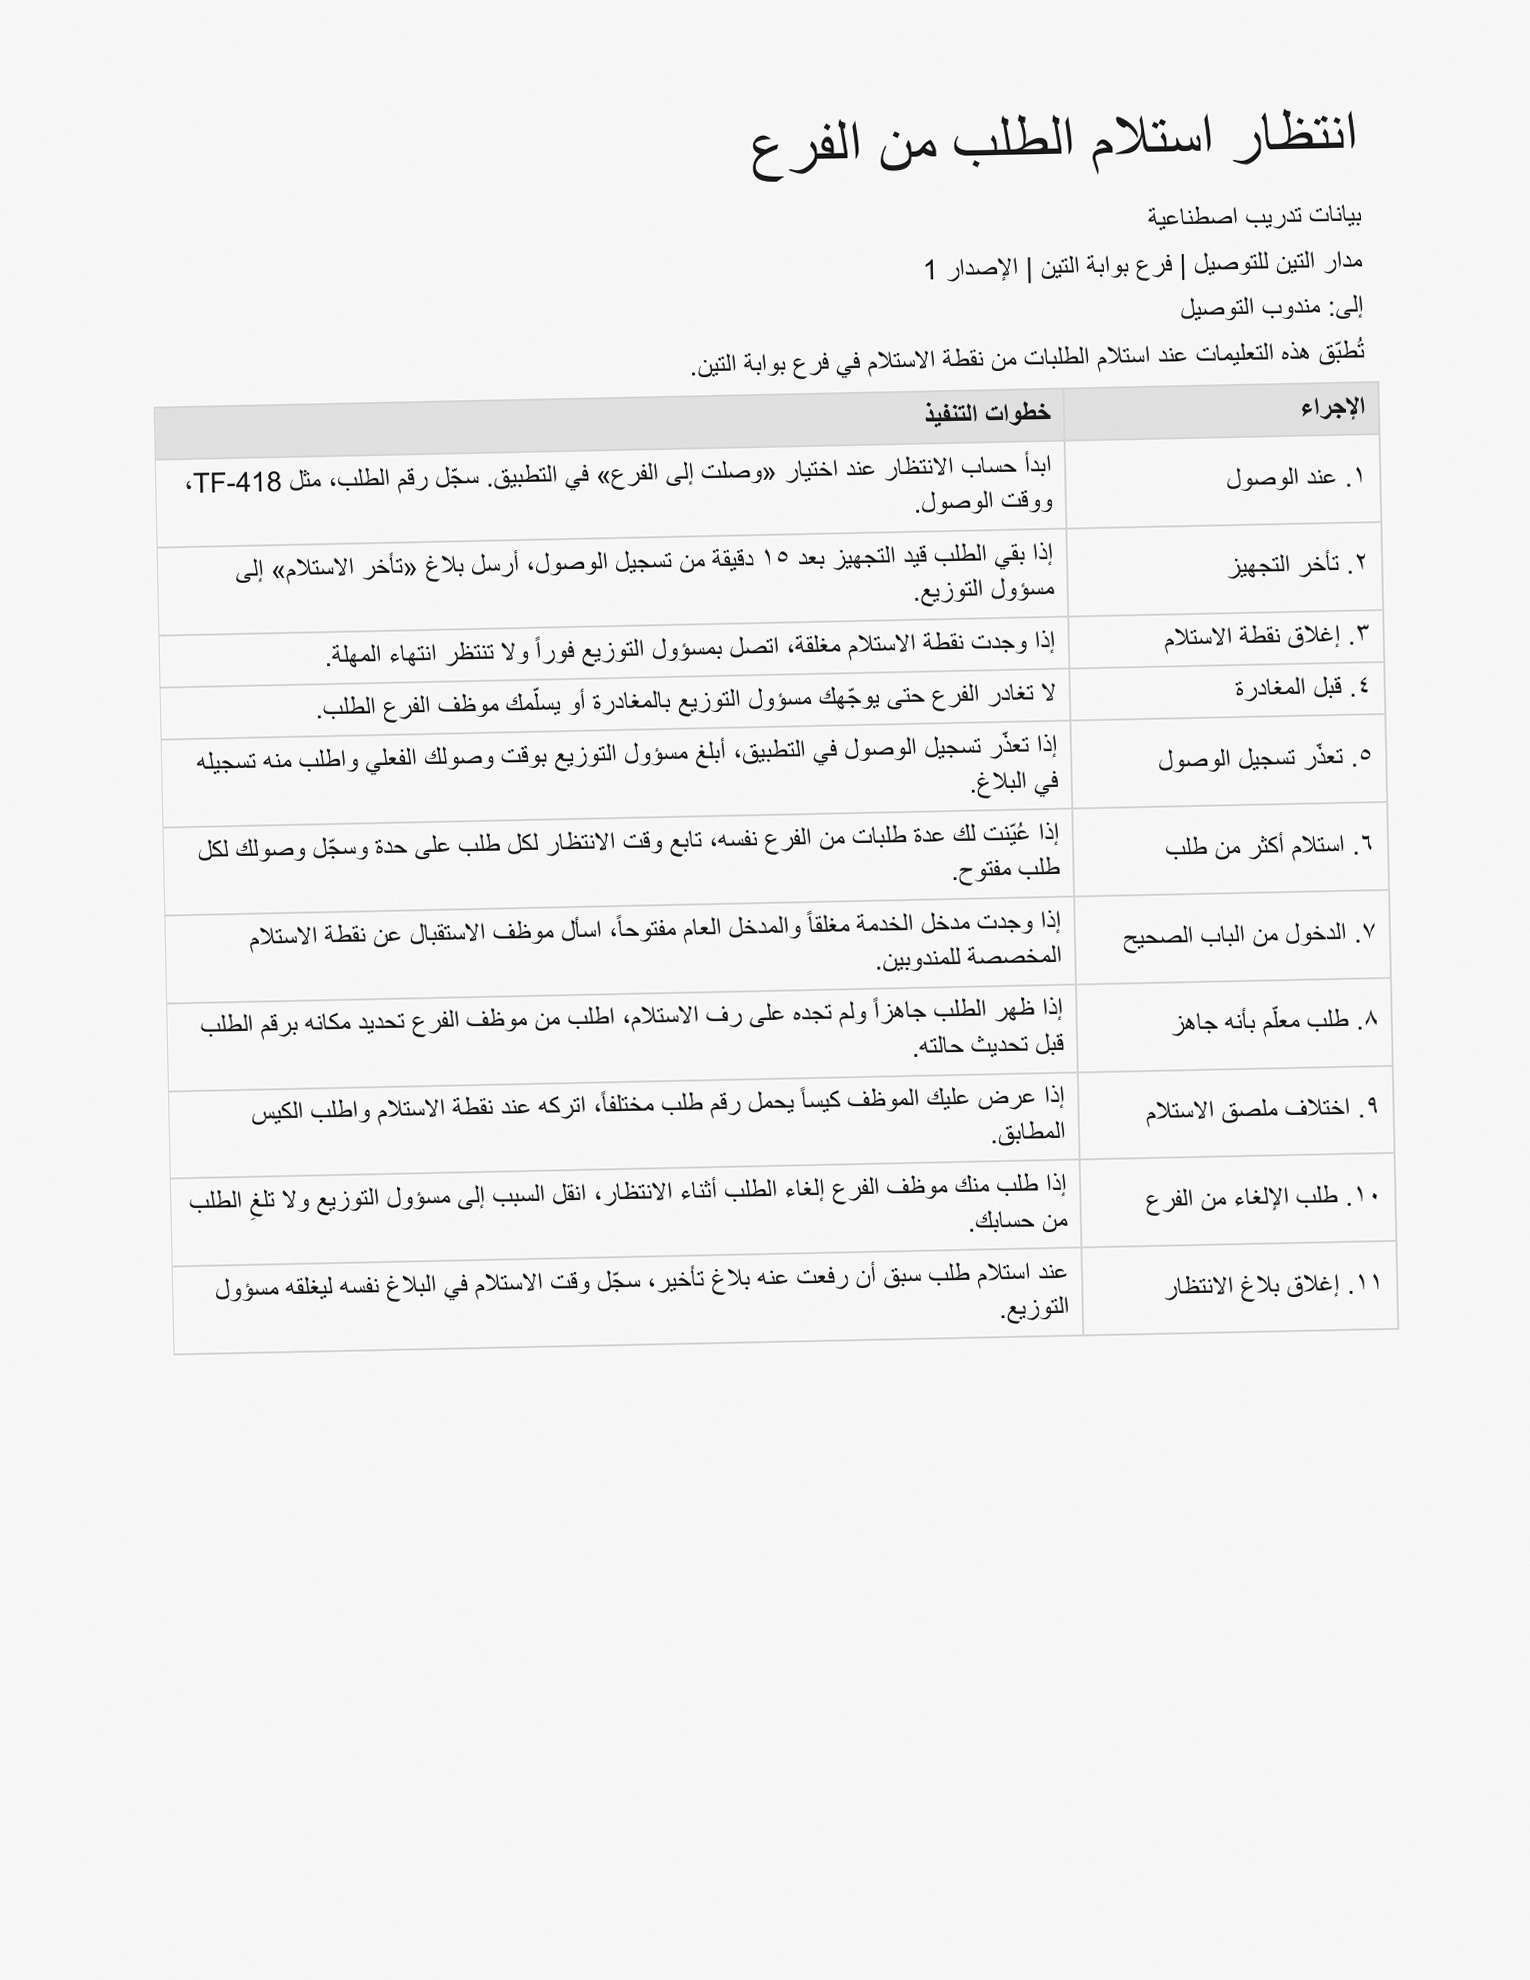 انتظار استلام الطلب من الفرع
بيانات تدريب اصطناعية
مدار التين للتوصيل | فرع بوابة التين | الإصدار 1
إلى: مندوب التوصيل
تُطبّق هذه التعليمات عند استلام الطلبات من نقطة الاستلام في فرع بوابة التين.
الإجراء
خطوات التنفيذ
١. عند الوصول
ابدأ حساب الانتظار عند اختيار «وصلت إلى الفرع» في التطبيق. سجّل رقم الطلب، مثل TF-418،
ووقت الوصول.
٢. تأخر التجهيز
إذا بقي الطلب قيد التجهيز بعد ١٥ دقيقة من تسجيل الوصول، أرسل بلاغ «تأخر الاستلام» إلى
مسؤول التوزيع.
٣. إغلاق نقطة الاستلام
إذا وجدت نقطة الاستلام مغلقة، اتصل بمسؤول التوزيع فوراً ولا تنتظر انتهاء المهلة.
٤. قبل المغادرة
لا تغادر الفرع حتى يوجّهك مسؤول التوزيع بالمغادرة أو يسلّمك موظف الفرع الطلب.
٥. تعذّر تسجيل الوصول
إذا تعذّر تسجيل الوصول في التطبيق، أبلغ مسؤول التوزيع بوقت وصولك الفعلي واطلب منه تسجيله
في البلاغ.
٦. استلام أكثر من طلب
إذا عُيّنت لك عدة طلبات من الفرع نفسه، تابع وقت الانتظار لكل طلب على حدة وسجّل وصولك لكل
طلب مفتوح.
٧. الدخول من الباب الصحيح
إذا وجدت مدخل الخدمة مغلقاً والمدخل العام مفتوحاً، اسأل موظف الاستقبال عن نقطة الاستلام
المخصصة للمندوبين.
٨. طلب معلّم بأنه جاهز
إذا ظهر الطلب جاهزاً ولم تجده على رف الاستلام، اطلب من موظف الفرع تحديد مكانه برقم الطلب
قبل تحديث حالته.
٩. اختلاف ملصق الاستلام
إذا عرض عليك الموظف كيساً يحمل رقم طلب مختلفاً، اتركه عند نقطة الاستلام واطلب الكيس
المطابق.
١٠. طلب الإلغاء من الفرع
إذا طلب منك موظف الفرع إلغاء الطلب أثناء الانتظار، انقل السبب إلى مسؤول التوزيع ولا تلغِ الطلب
من حسابك.
١١. إغلاق بلاغ الانتظار
عند استلام طلب سبق أن رفعت عنه بلاغ تأخير، سجّل وقت الاستلام في البلاغ نفسه ليغلقه مسؤول
التوزيع.